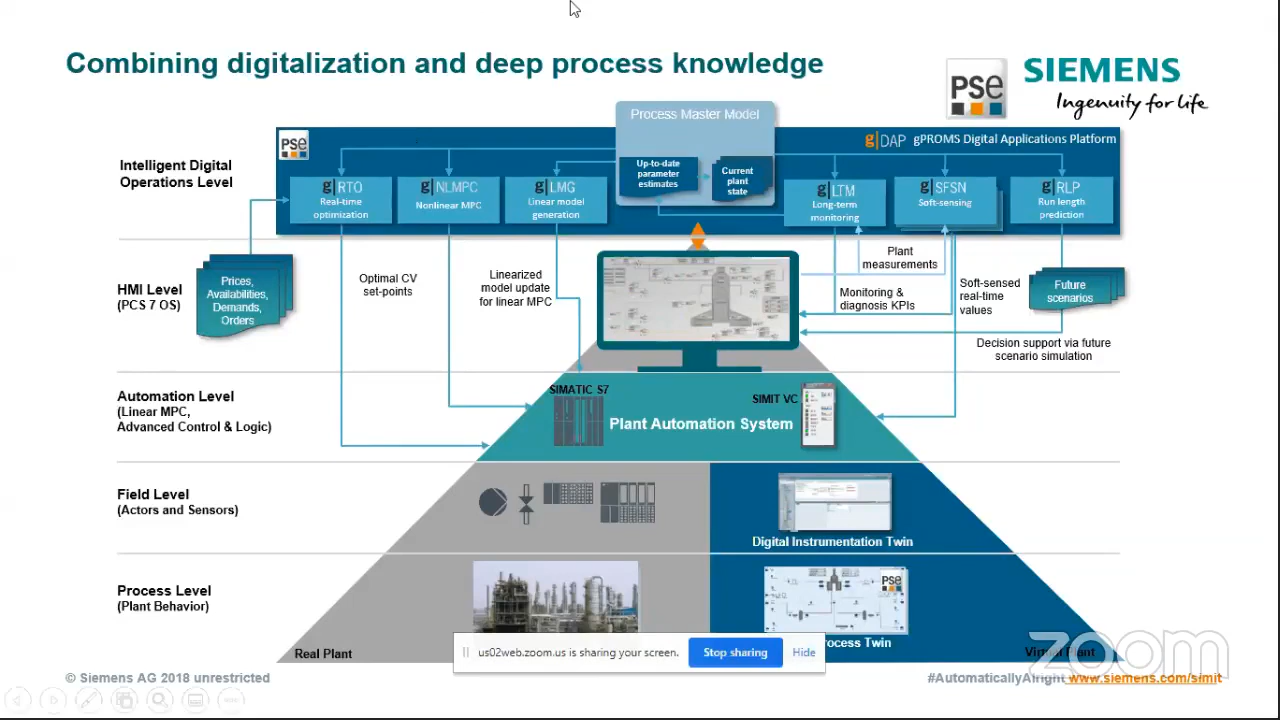 Combining digitalization and deep process knowledge
PSE
SIEMENS
Ingenuity for life
Process Master Model
PSE
g|DAP gPROMS Digital Applications Platform
Intelligent Digital
Operations Level
Up-to-date
parameter
estimates
Current
plant
state
g|RTO
Real-time
optimization
g|NLMPC
Nonlinear MPC
g|LMG
Linear model
generation
g|LTM
Long-term
monitoring
g|SFSN
Soft-sensing
g|RLP
Run length
prediction
HMI Level
(PCS 7 OS)
Prices,
Availabilities,
Demands,
Orders
Optimal CV
set-points
Linearized
model update
for linear MPC
Plant
measurements
Monitoring &
diagnosis KPIs
Soft-sensed
real-time
values
Future
scenarios
Decision support via future
scenario simulation
Automation Level
(Linear MPC,
Advanced Control & Logic)
SIMATIC S7
SIMIT VC
Plant Automation System
Field Level
(Actors and Sensors)
Digital Instrumentation Twin
Process Level
(Plant Behavior)
PSE
rocess Twin
Real Plant
Virtual Plant
us02web.zoom.us is sharing your screen.
Stop sharing
Hide
zoom
© Siemens AG 2018 unrestricted
#AutomaticallyAlright www.siemens.com/simit